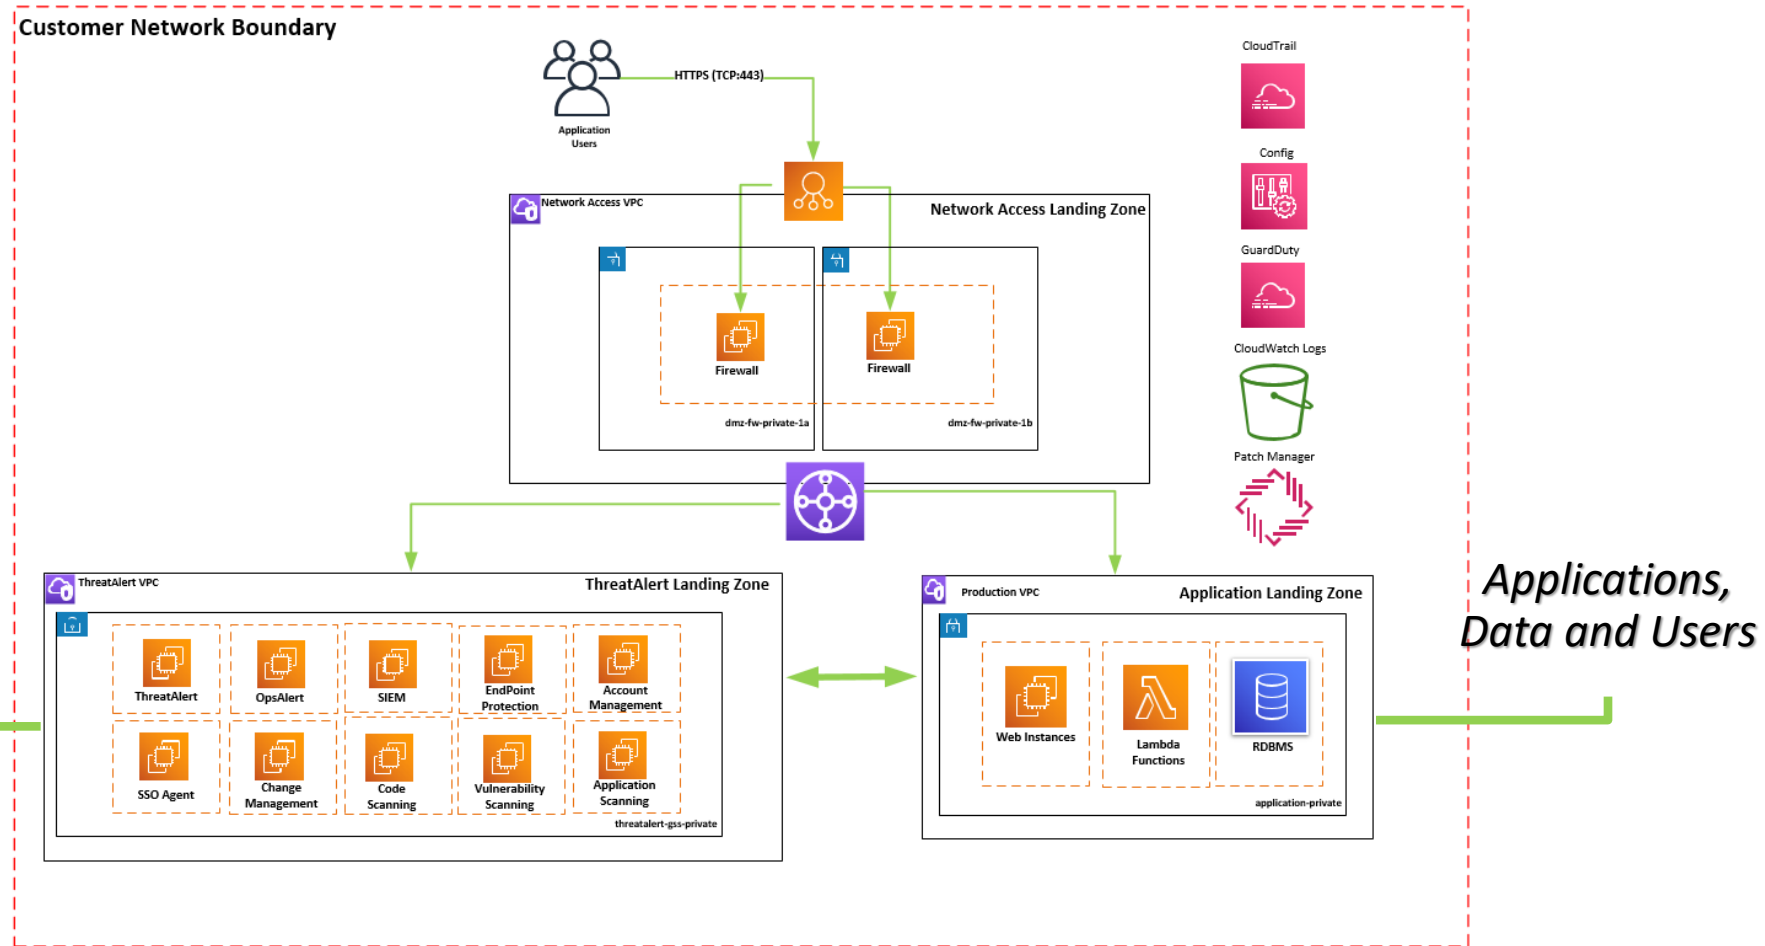 Customer Network Boundary
HTTPS (TCP:443)
Application
Users
Network Access VPC
Network Access Landing Zone
Firewall
Firewall
dmz-fw-private-1a
dmz-fw-private-1b
CloudTrail
Config
GuardDuty
CloudWatch Logs
Patch Manager
ThreatAlert VPC
ThreatAlert Landing Zone
ThreatAlert
OpsAlert
SIEM
EndPoint
Protection
Account
Management
SSO Agent
Change
Management
Code
Scanning
Vulnerability
Scanning
Application
Scanning
threatalert-gss-private
Production VPC
Application Landing Zone
Web Instances
Lambda
Functions
RDBMS
application-private
Applications,
Data and Users